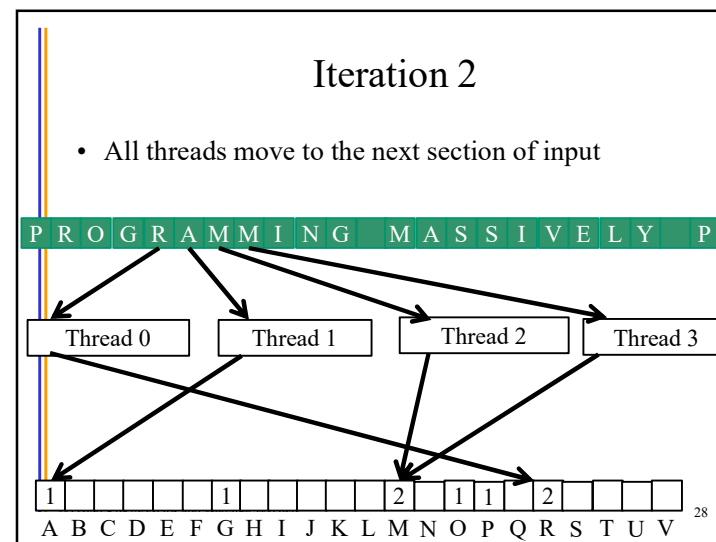 Iteration 2
• All threads move to the next section of input
P R O G R A M M I N G M A S S I V E L Y P
Thread 0 Thread 1 Thread 2 Thread 3
1 1 2 1 1 2
A B C D E F G H I J K L M N O P Q R S T U V
28